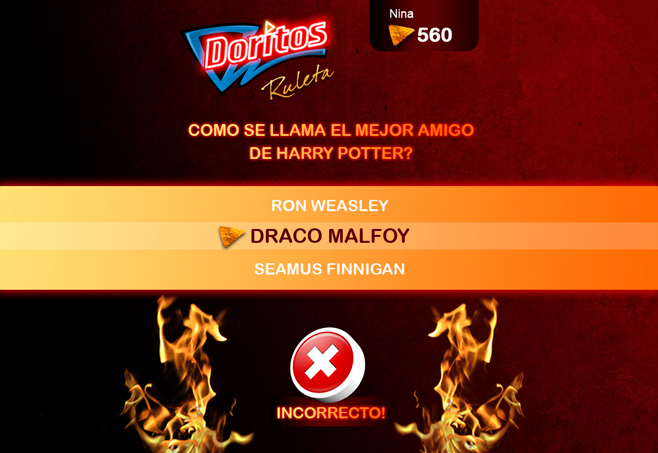 Nina
560
Doritos
Ruleta
COMO SE LLAMA EL MEJOR AMIGO
DE HARRY POTTER?
RON WEASLEY
DRACO MALFOY
SEAMUS FINNIGAN
INCORRECTO!